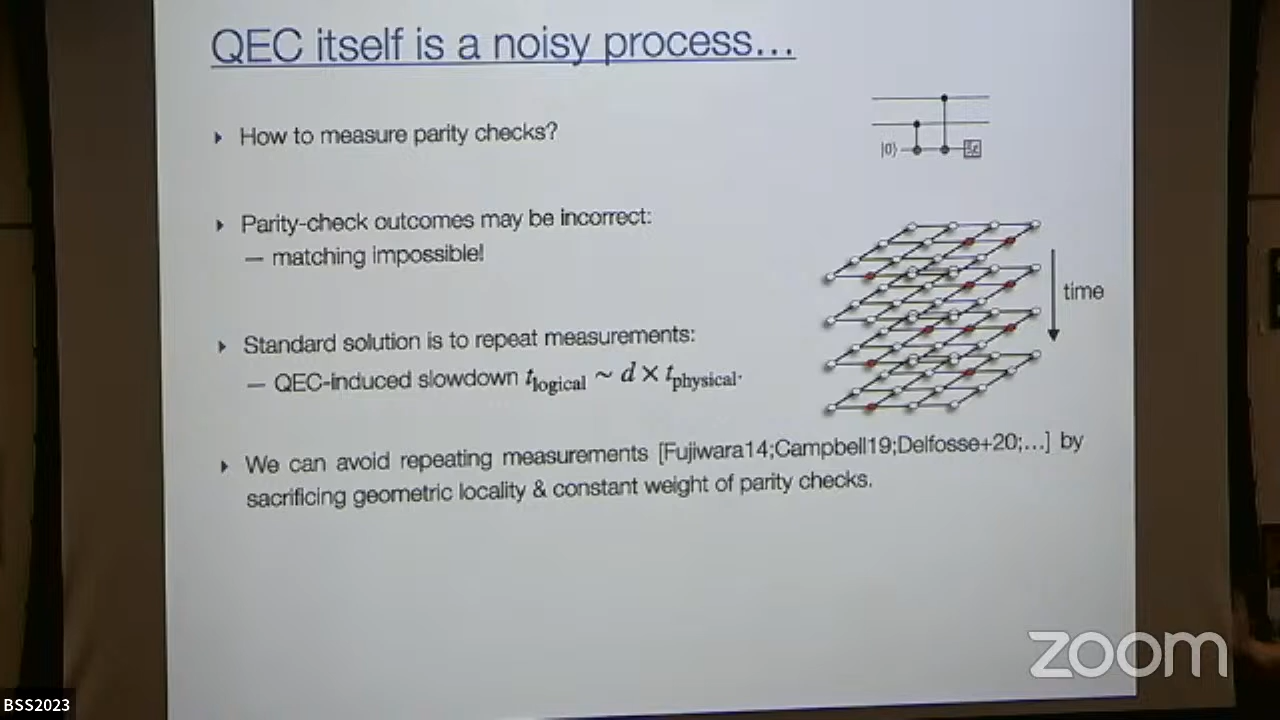 QEC itself is a noisy process…
‣ How to measure parity checks?
|0⟩
‣ Parity-check outcomes may be incorrect:
— matching impossible!
time
‣ Standard solution is to repeat measurements:
— QEC-induced slowdown t_logical ~ d × t_physical.
‣ We can avoid repeating measurements [Fujiwara14;Campbell19;Delfosse+20;…] by
sacrificing geometric locality & constant weight of parity checks.
zoom
BSS2023